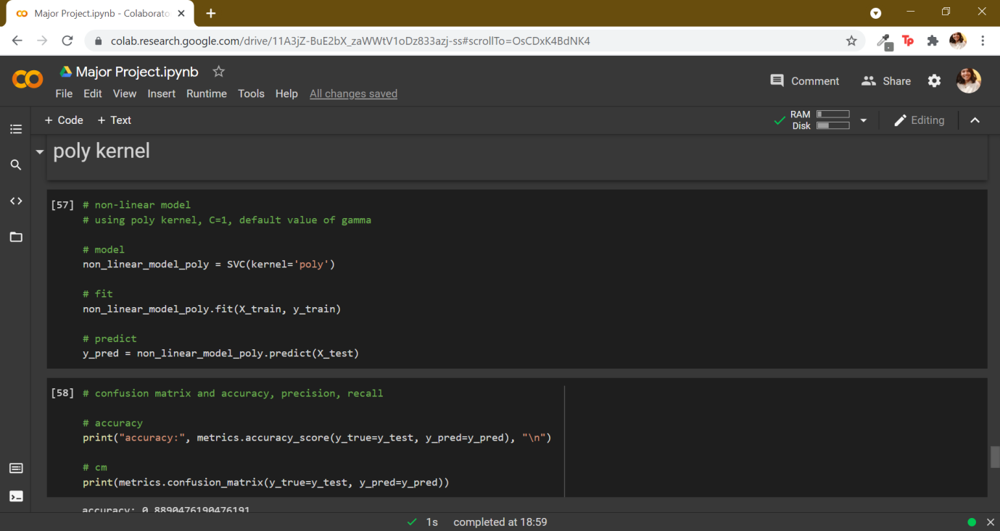 Major Project.ipynb - Colaborato
colab.research.google.com/drive/11A3jZ-BuE2bX_zaWWtV1oDz833azj-ss#scrollTo=OsCDxK4BdNK4
Tp
Major Project.ipynb
Comment
Share
File Edit View Insert Runtime Tools Help All changes saved
+ Code + Text
RAM
Disk
Editing
poly kernel
[57] # non-linear model
# using poly kernel, C=1, default value of gamma
# model
non_linear_model_poly = SVC(kernel='poly')
# fit
non_linear_model_poly.fit(X_train, y_train)
# predict
y_pred = non_linear_model_poly.predict(X_test)
[58] # confusion matrix and accuracy, precision, recall
# accuracy
print("accuracy:", metrics.accuracy_score(y_true=y_test, y_pred=y_pred), "\n")
# cm
print(metrics.confusion_matrix(y_true=y_test, y_pred=y_pred))
accuracy: 0.8890476190476191
1s completed at 18:59